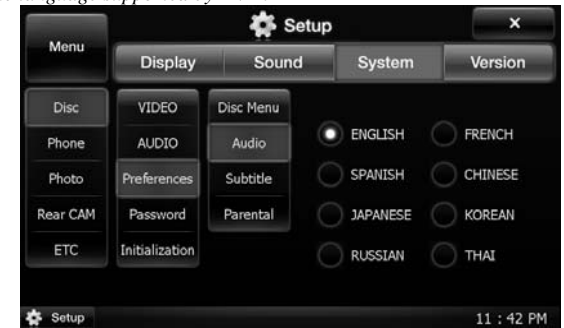 Setup
×
Menu
Display Sound System Version
Disc VIDEO Disc Menu ENGLISH FRENCH
Phone AUDIO Audio SPANISH CHINESE
Photo Preferences Subtitle JAPANESE KOREAN
Rear CAM Password Parental RUSSIAN THAI
ETC Initialization
Setup 11 : 42 PM